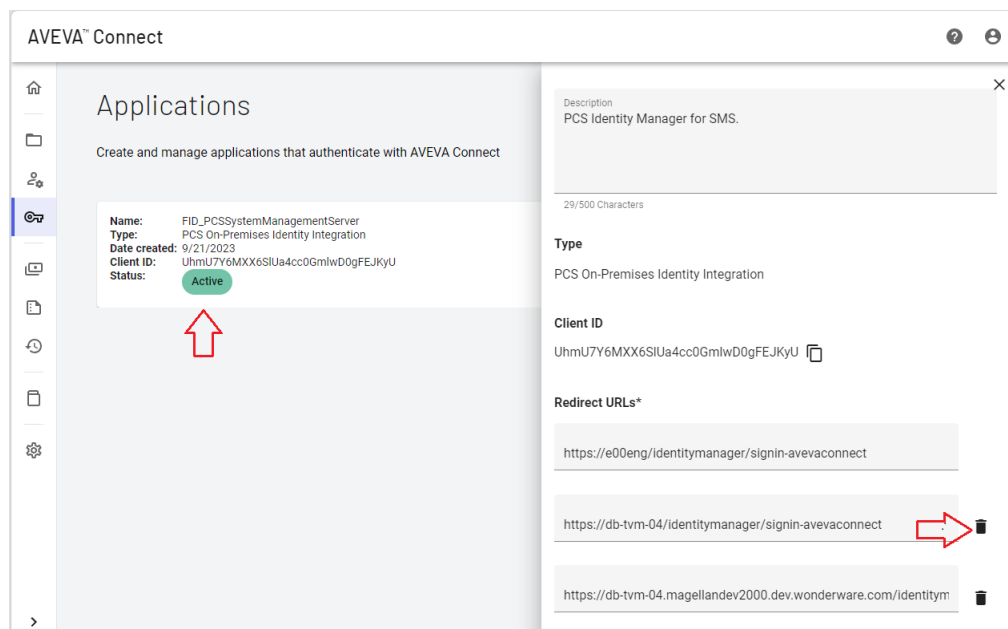 AVEVA™ Connect
Applications
Create and manage applications that authenticate with AVEVA Connect
Name: FID_PCSSystemManagementServer
Type: PCS On-Premises Identity Integration
Date created: 9/21/2023
Client ID: UhmU7Y6MXX6SlUa4cc0GmlwD0gFEJKyU
Status: Active
Description
PCS Identity Manager for SMS.
29/500 Characters
Type
PCS On-Premises Identity Integration
Client ID
UhmU7Y6MXX6SlUa4cc0GmlwD0gFEJKyU
Redirect URLs*
https://e00eng/identitymanager/signin-avevaconnect
https://db-tvm-04/identitymanager/signin-avevaconnect
https://db-tvm-04.magellandev2000.dev.wonderware.com/identitym